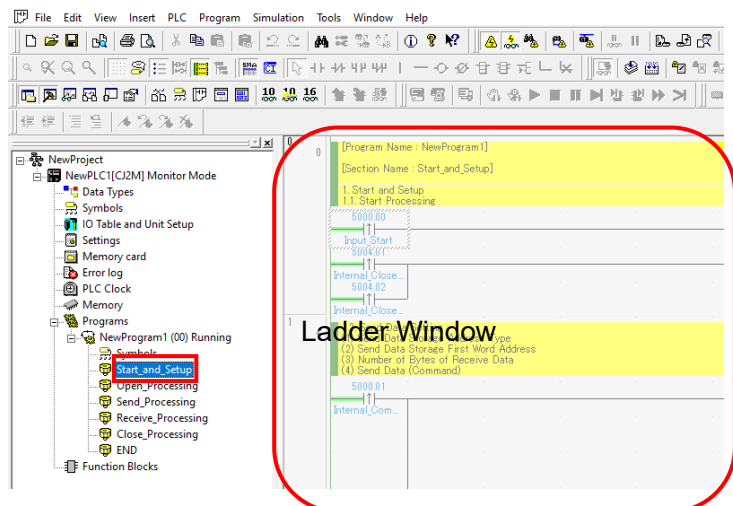 File Edit View Insert PLC Program Simulation Tools Window Help
10 10 16
NewProject
NewPLC1[CJ2M] Monitor Mode
Data Types
Symbols
IO Table and Unit Setup
Settings
Memory card
Error log
PLC Clock
Memory
Programs
NewProgram1 (00) Running
Symbols
Start_and_Setup
Open_Processing
Send_Processing
Receive_Processing
Close_Processing
END
Function Blocks
0
0
[Program Name : NewProgram1]
[Section Name : Start_and_Setup]
1. Start and Setup
1.1. Start Processing
5000.00
Input_Start
5004.01
Internal_Close...
5004.02
Internal_Close...
1
Ladder Window
(2) Send Data Storage First Word Address
(3) Number of Bytes of Receive Data
(4) Send Data (Command)
5000.01
Internal_Com...